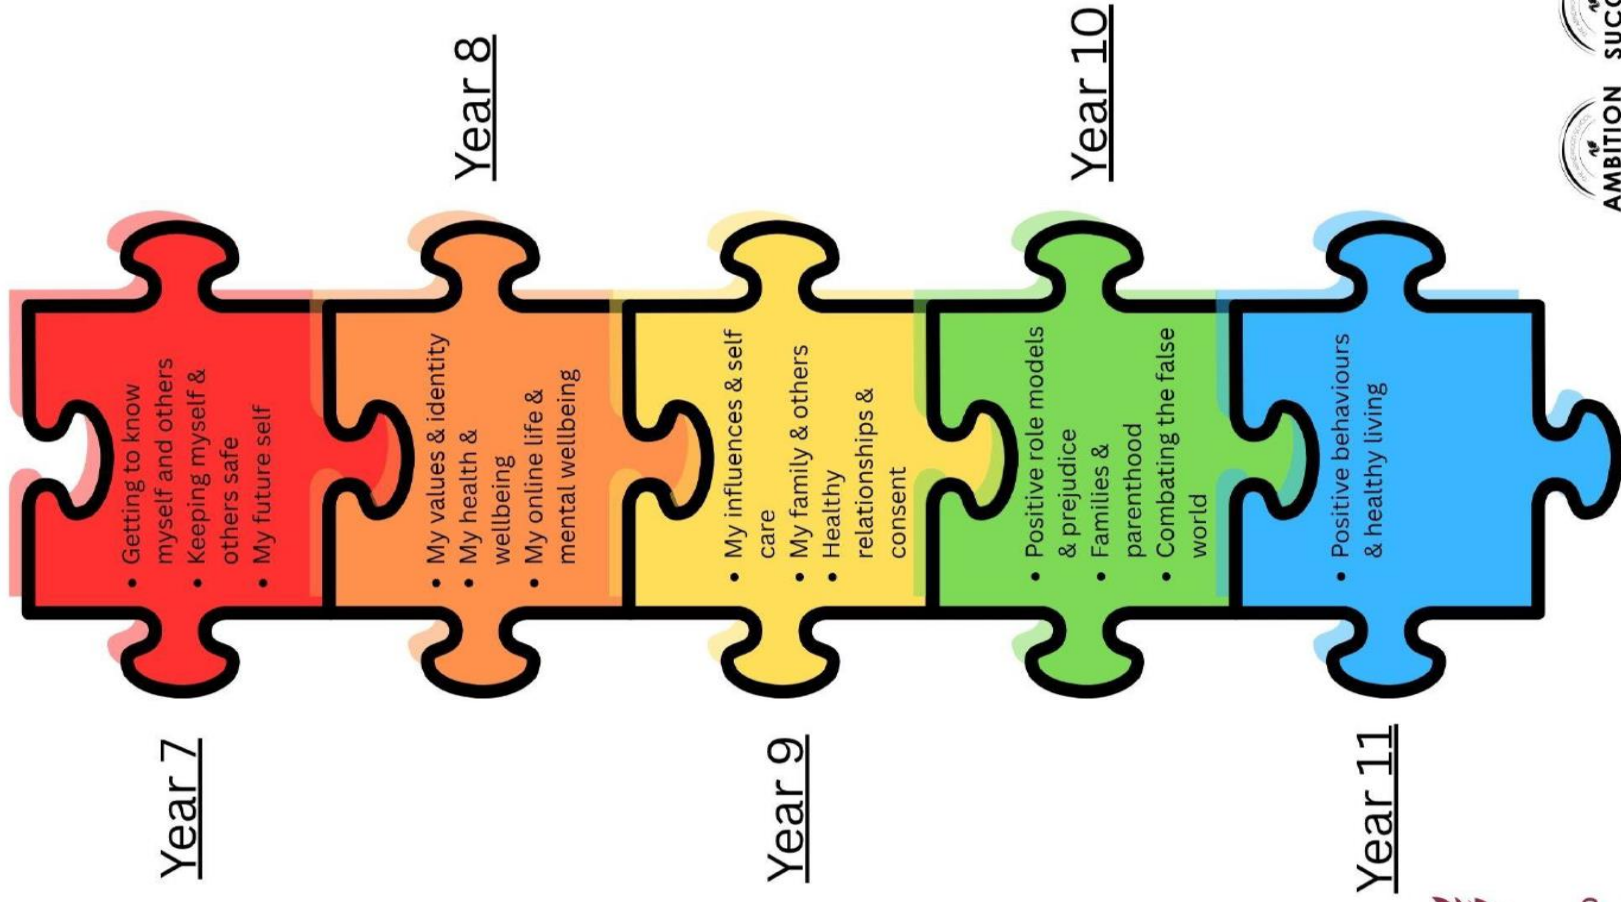 Year 7
• Getting to know
myself and others
• Keeping myself &
others safe
• My future self
Year 8
• My values & identity
• My health &
wellbeing
• My online life &
mental wellbeing
Year 9
• My influences & self
care
• My family & others
• Healthy
relationships &
consent
Year 10
• Positive role models
& prejudice
• Families &
parenthood
• Combating the false
world
Year 11
• Positive behaviours
& healthy living
AMBITION